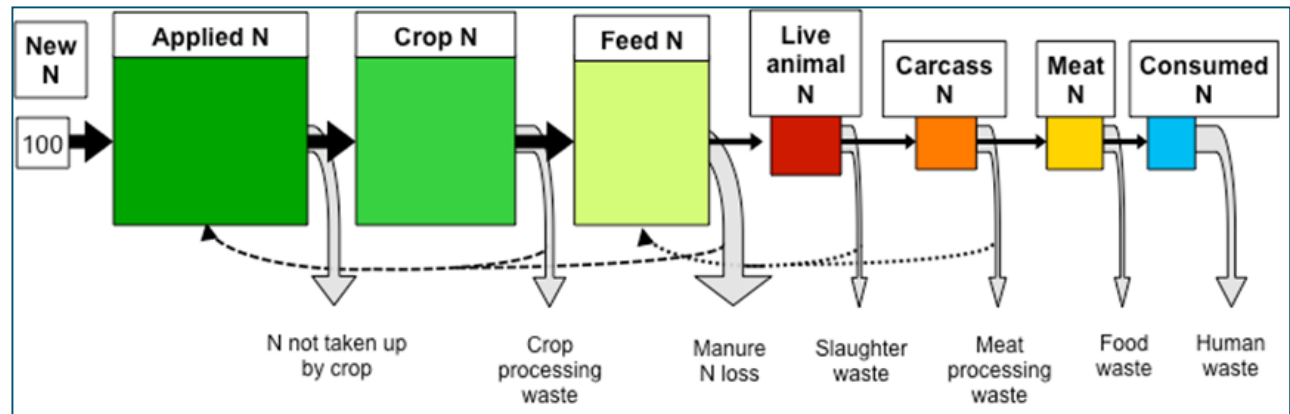 New
N
Applied N
Crop N
Feed N
Live
animal
N
Carcass
N
Meat
N
Consumed
N
100
N not taken up
by crop
Crop
processing
waste
Manure
N loss
Slaughter
waste
Meat
processing
waste
Food
waste
Human
waste